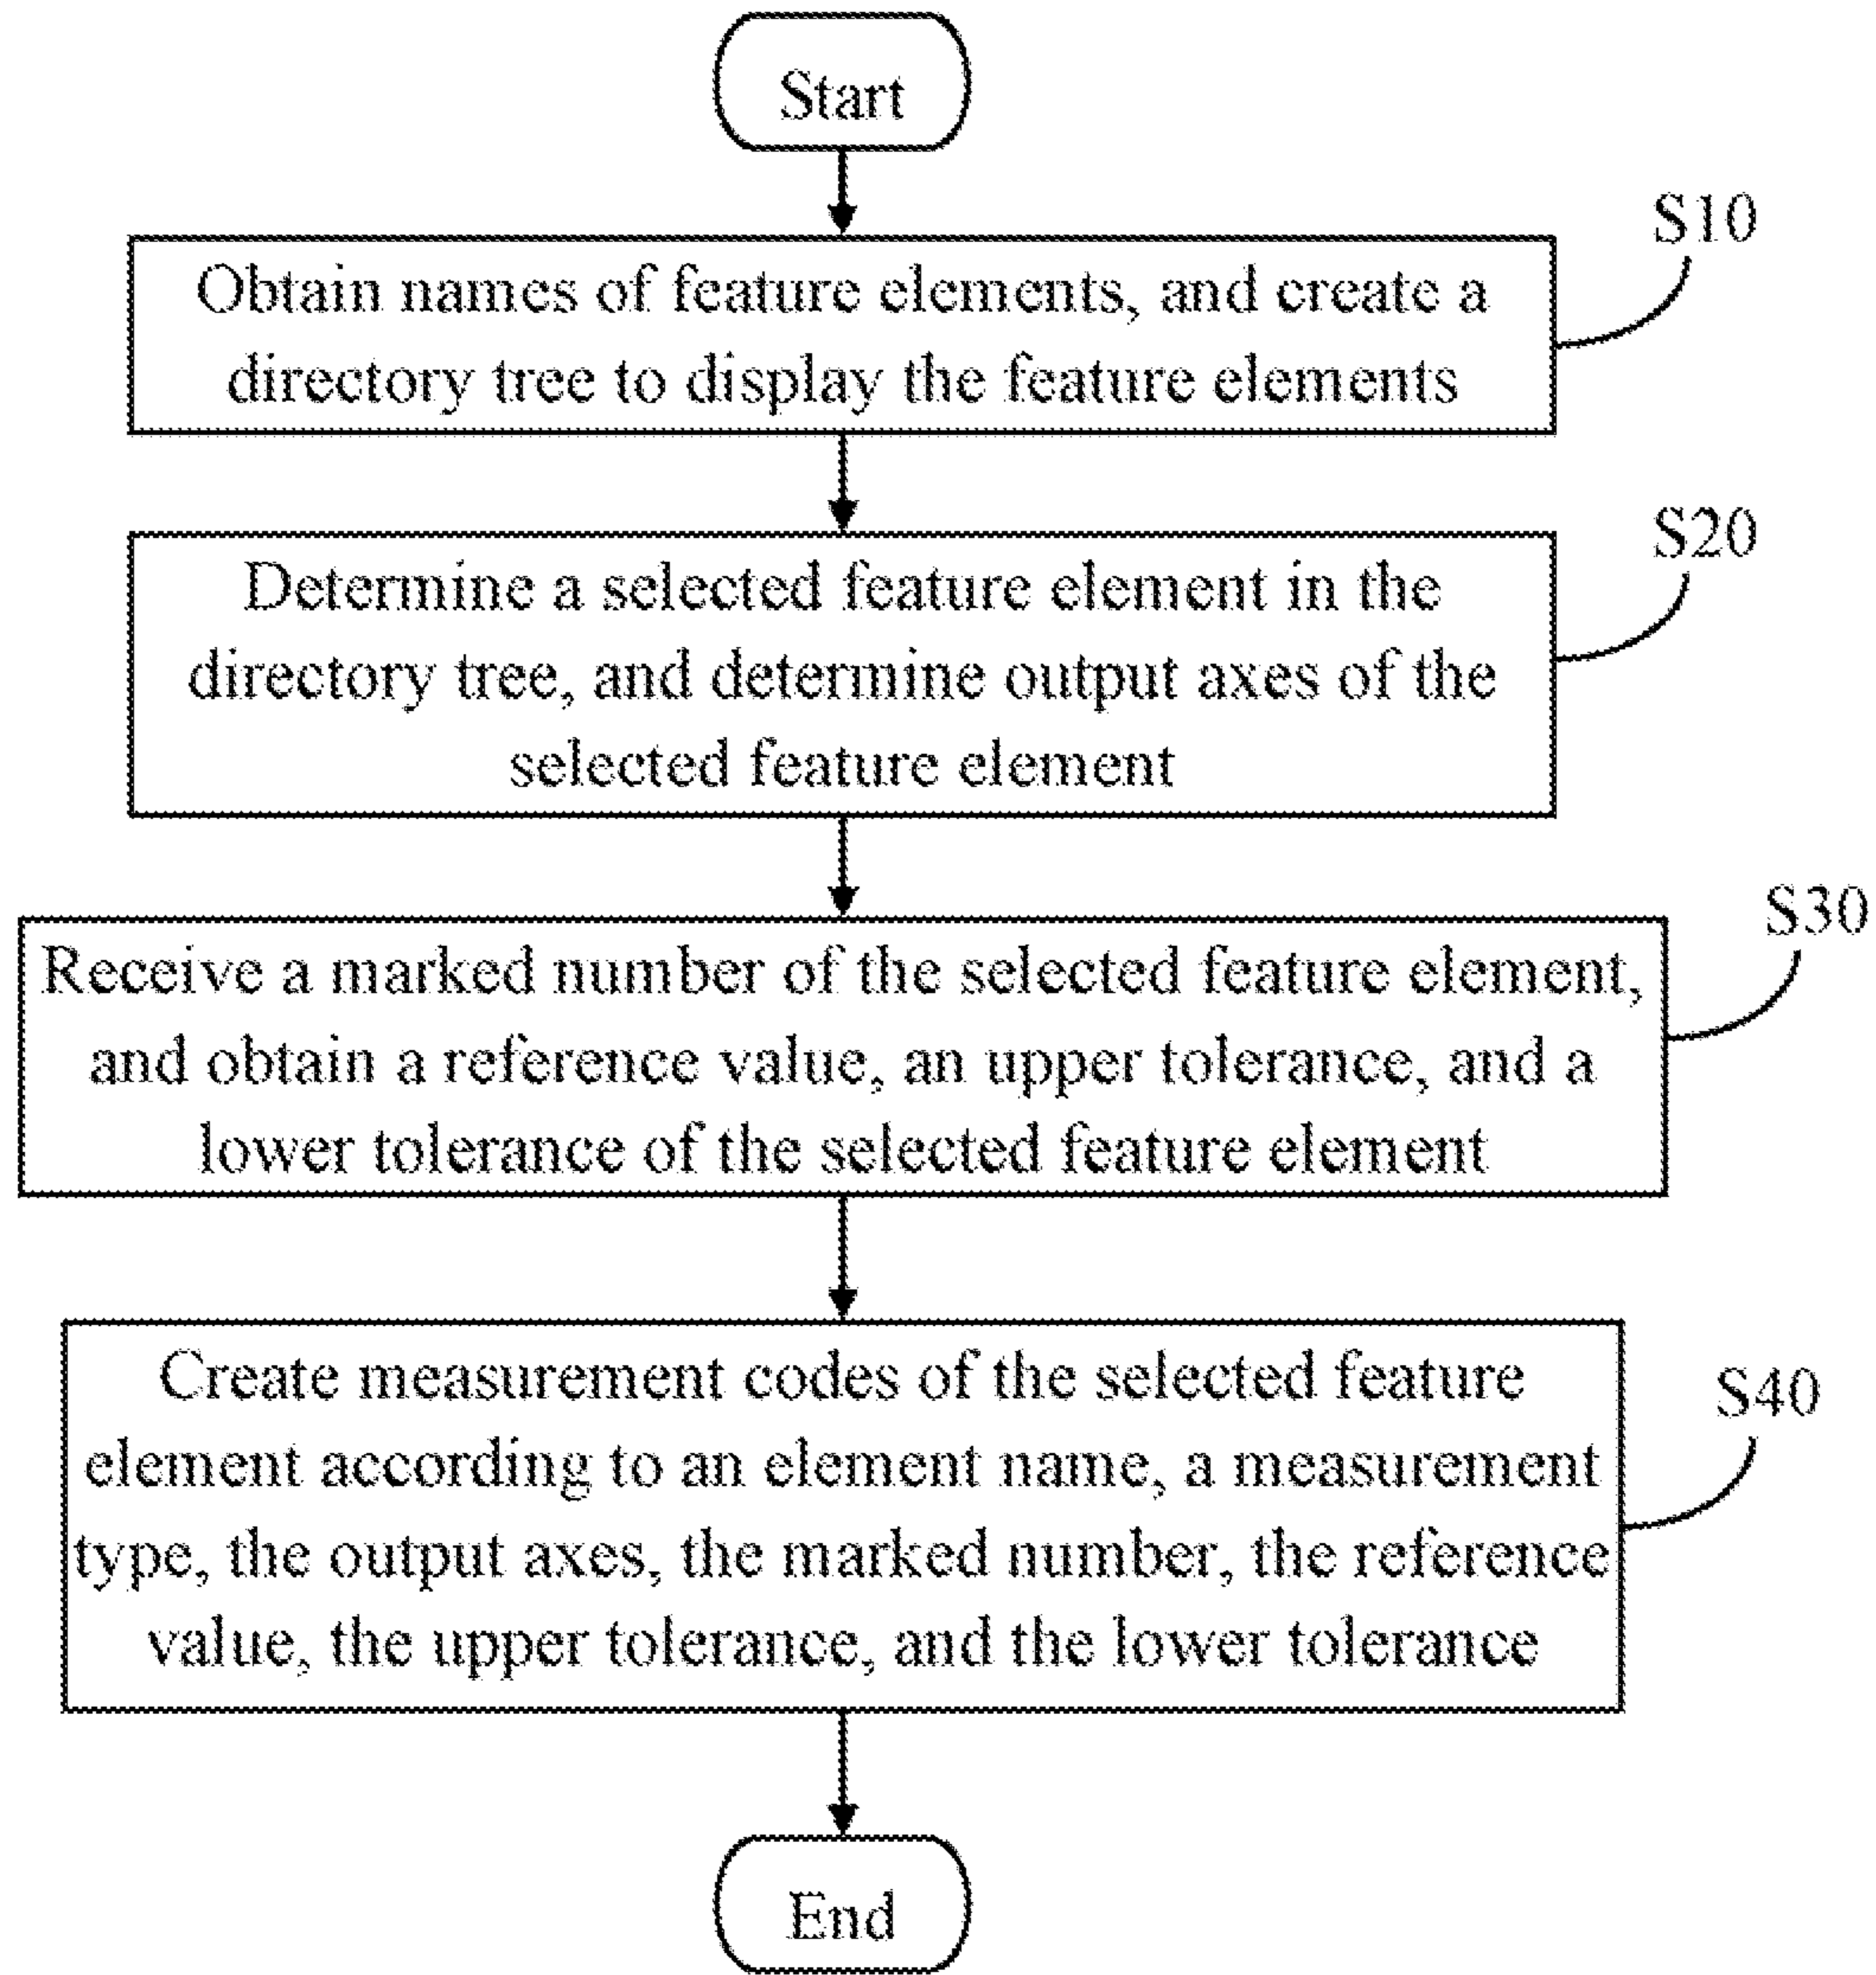 Start
S10
Obtain names of feature elements, and create a
directory tree to display the feature elements
S20
Determine a selected feature element in the
directory tree, and determine output axes of the
selected feature element
S30
Receive a marked number of the selected feature element,
and obtain a reference value, an upper tolerance, and a
lower tolerance of the selected feature element
S40
Create measurement codes of the selected feature
element according to an element name, a measurement
type, the output axes, the marked number, the reference
value, the upper tolerance, and the lower tolerance
End